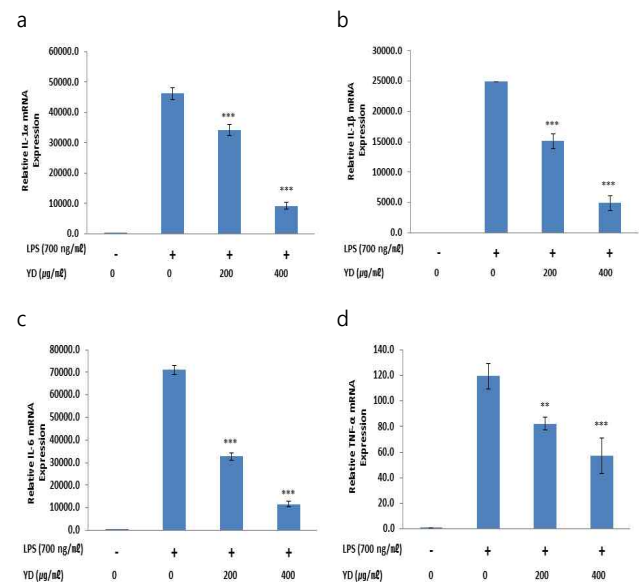 a
60000.0
50000.0
40000.0
30000.0
20000.0
10000.0
0.0
Relative IL-1α mRNA
Expression
***
***
LPS (700 ng/㎖) - + + +
YD (μg/㎖) 0 0 200 400
b
30000.0
25000.0
20000.0
15000.0
10000.0
5000.0
0.0
Relative IL-1β mRNA
Expression
***
***
LPS (700 ng/㎖) - + + +
YD (μg/㎖) 0 0 200 400
c
80000.0
70000.0
60000.0
50000.0
40000.0
30000.0
20000.0
10000.0
0.0
Relative IL-6 mRNA
Expression
***
***
LPS (700 ng/㎖) - + + +
YD (μg/㎖) 0 0 200 400
d
140.0
120.0
100.0
80.0
60.0
40.0
20.0
0.0
Relative TNF-α mRNA
Expression
**
***
LPS (700 ng/㎖) - + + +
YD (μg/㎖) 0 0 200 400